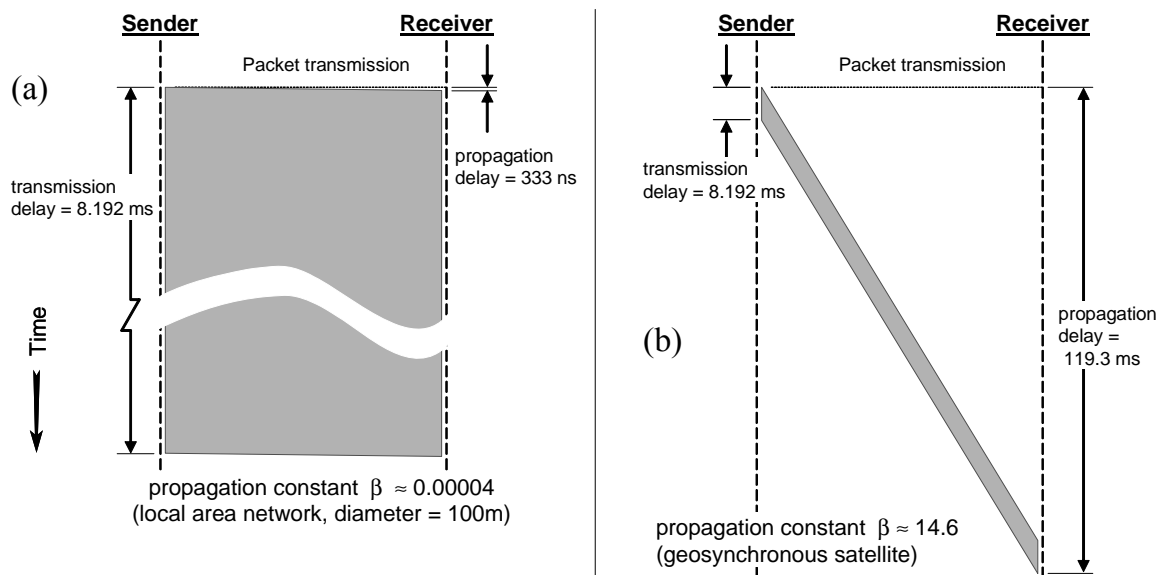 Sender
Receiver
Packet transmission
(a)
propagation
delay = 333 ns
transmission
delay = 8.192 ms
Time
propagation constant β ≈ 0.00004
(local area network, diameter = 100m)
Sender
Receiver
Packet transmission
transmission
delay = 8.192 ms
propagation
delay =
119.3 ms
(b)
propagation constant β ≈ 14.6
(geosynchronous satellite)